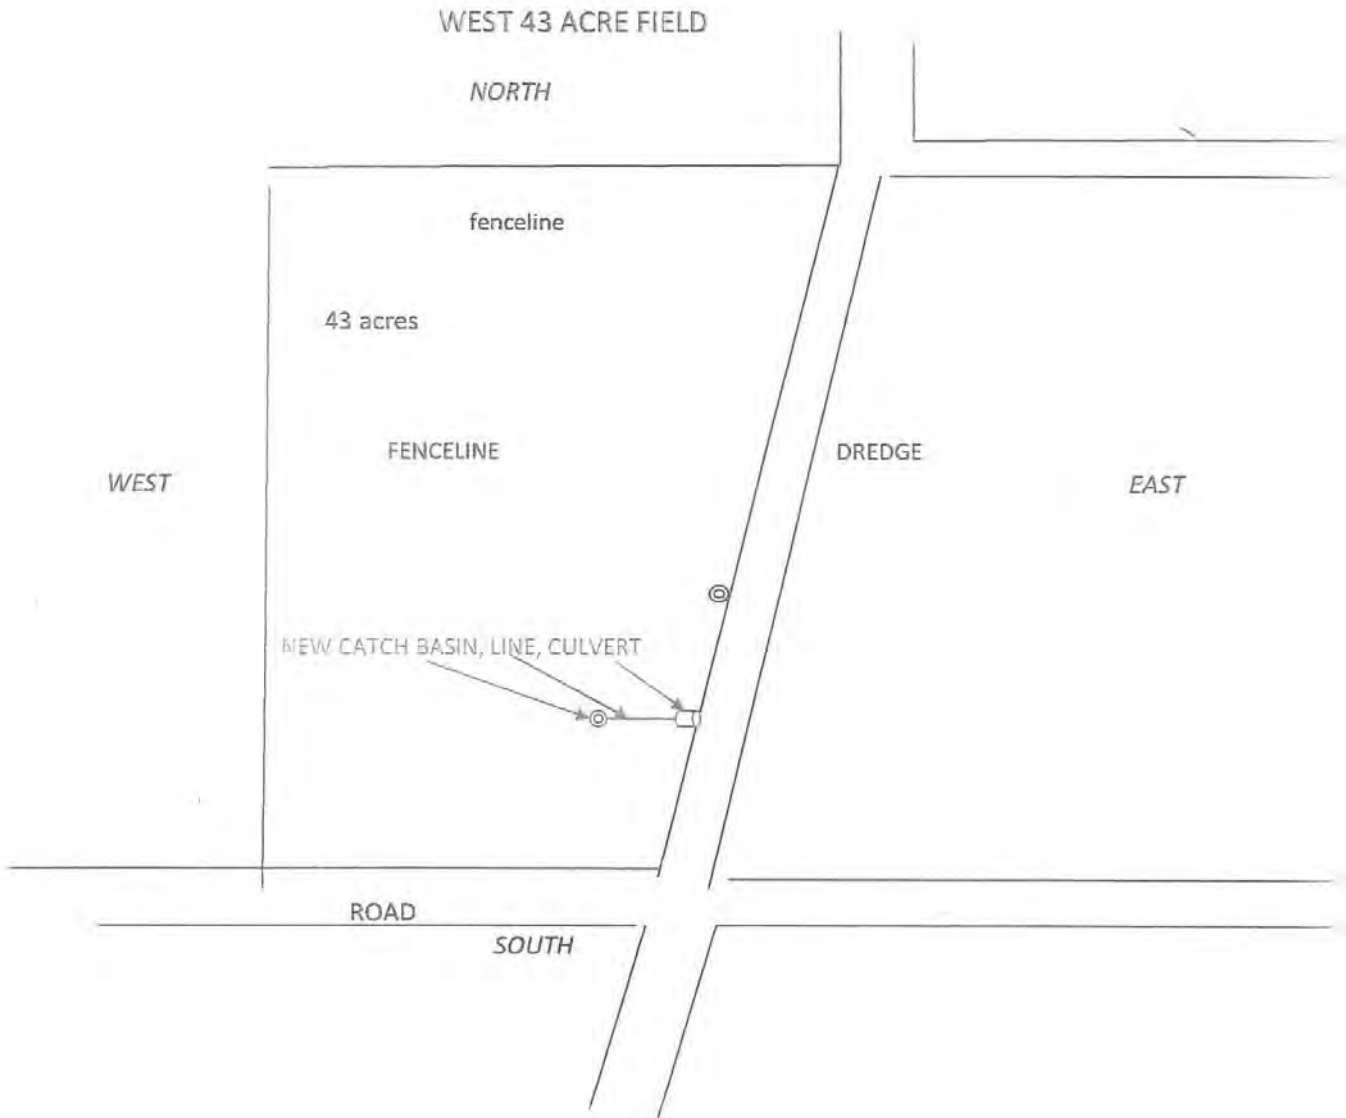 WEST 43 ACRE FIELD
NORTH
fenceline
43 acres
FENCELINE
DREDGE
WEST
EAST
NEW CATCH BASIN, LINE, CULVERT
ROAD
SOUTH